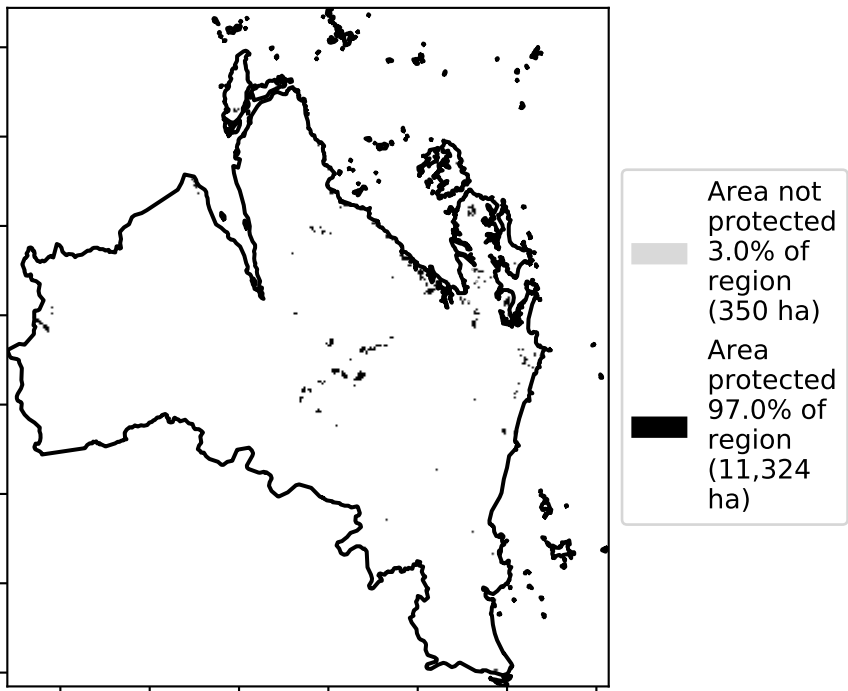 Area not
protected
3.0% of
region
(350 ha)
Area
protected
97.0% of
region
(11,324
ha)